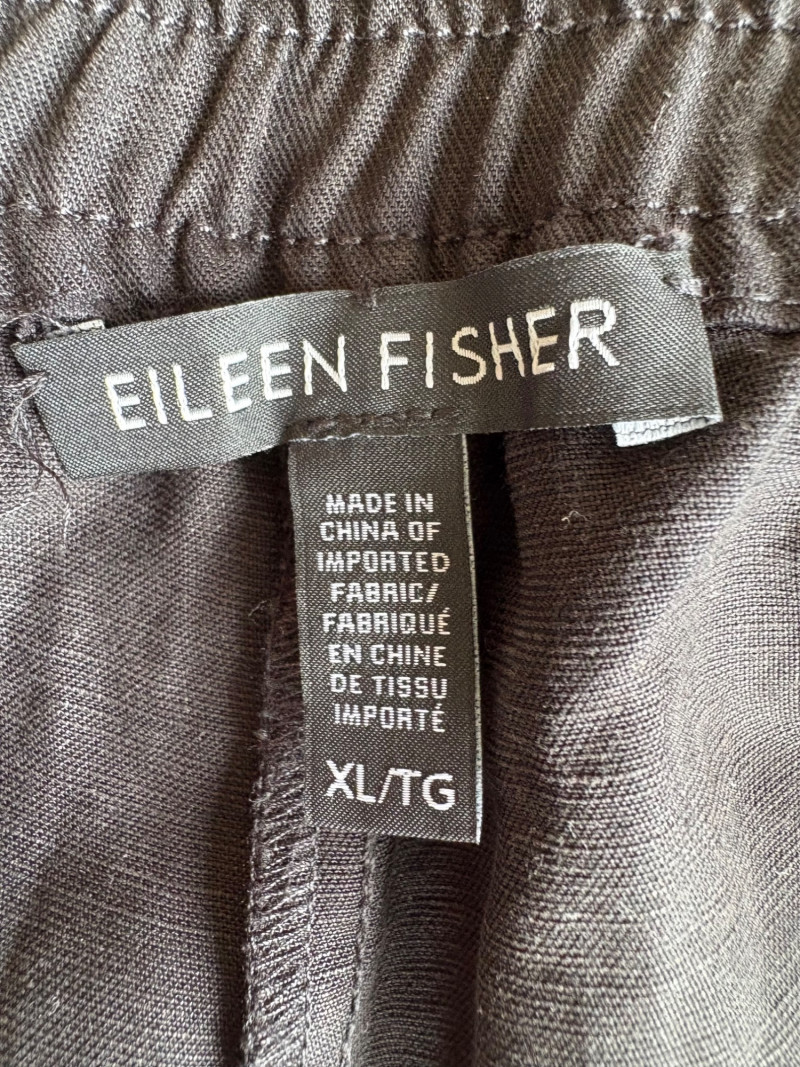 EILEEN FISHER
MADE IN
CHINA OF
IMPORTED
FABRIC/
FABRIQUÉ
EN CHINE
DE TISSU
IMPORTÉ
XL/TG